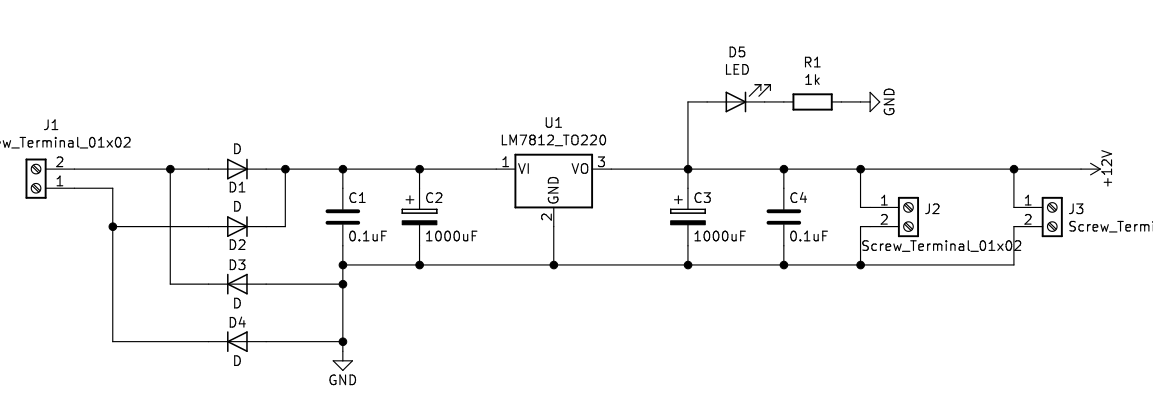 D5
LED
R1
1k
GND
J1
w_Terminal_01x02
2
1
D
D1
D
D2
D3
D
D4
D
C1
0.1uF
+ C2
1000uF
GND
U1
LM7812_TO220
1 VI VO 3
GND
2
+ C3
1000uF
C4
0.1uF
1
2
J2
Screw_Terminal_01x02
1
2
J3
Screw_Termi
+12V